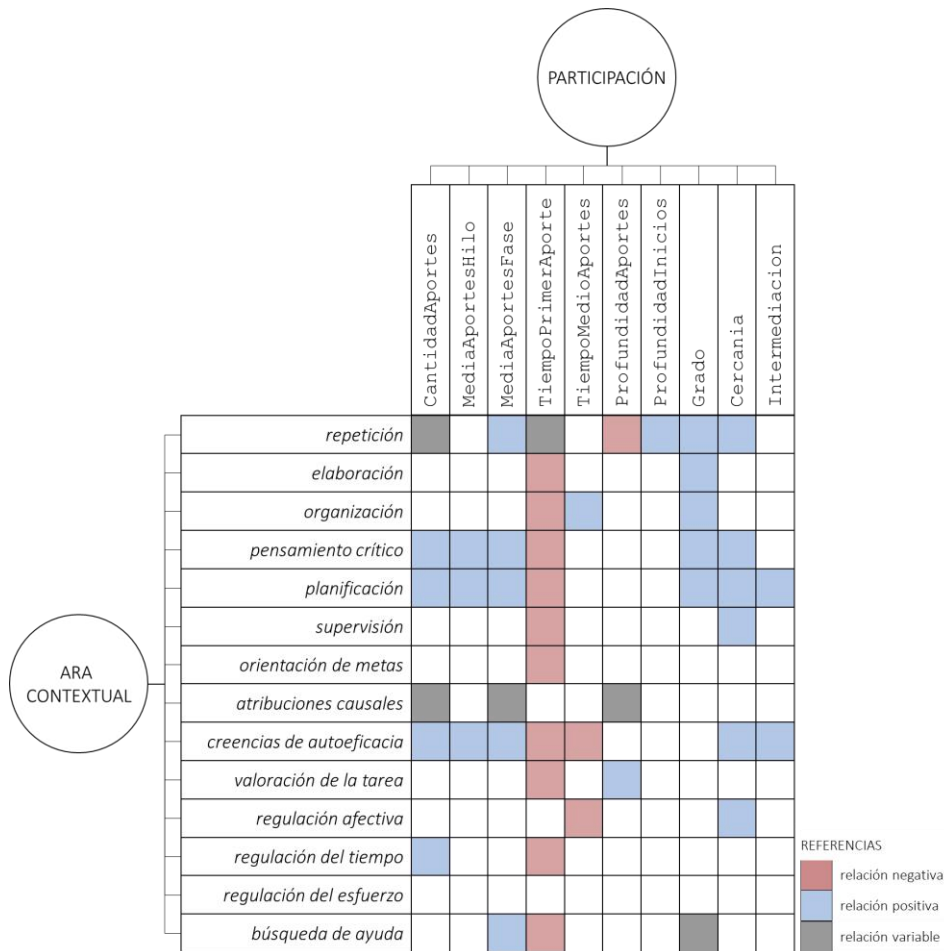 PARTICIPACIÓN
CantidadAportes
MediaAportesHilo
MediaAportesFase
TiempoPrimerAporte
TiempoMedioAportes
ProfundidadAportes
ProfundidadInicios
Grado
Cercania
Intermediacion
repetición
elaboración
organización
pensamiento crítico
planificación
supervisión
orientación de metas
atribuciones causales
creencias de autoeficacia
valoración de la tarea
regulación afectiva
regulación del tiempo
regulación del esfuerzo
búsqueda de ayuda
ARA
CONTEXTUAL
REFERENCIAS
relación negativa
relación positiva
relación variable